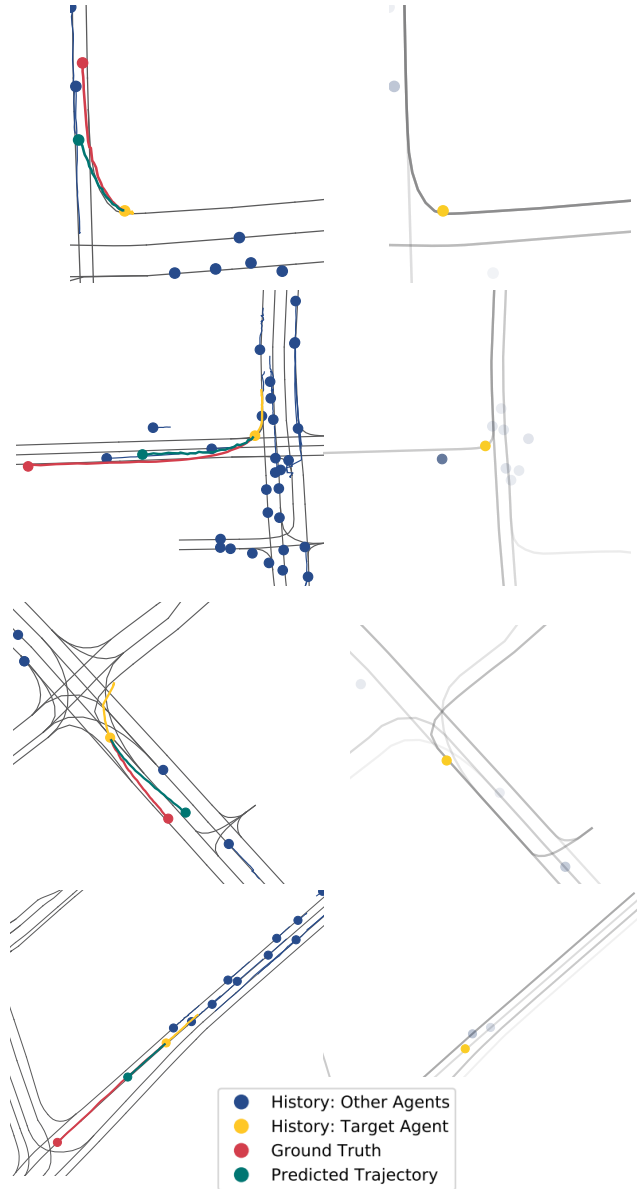 History: Other Agents
History: Target Agent
Ground Truth
Predicted Trajectory